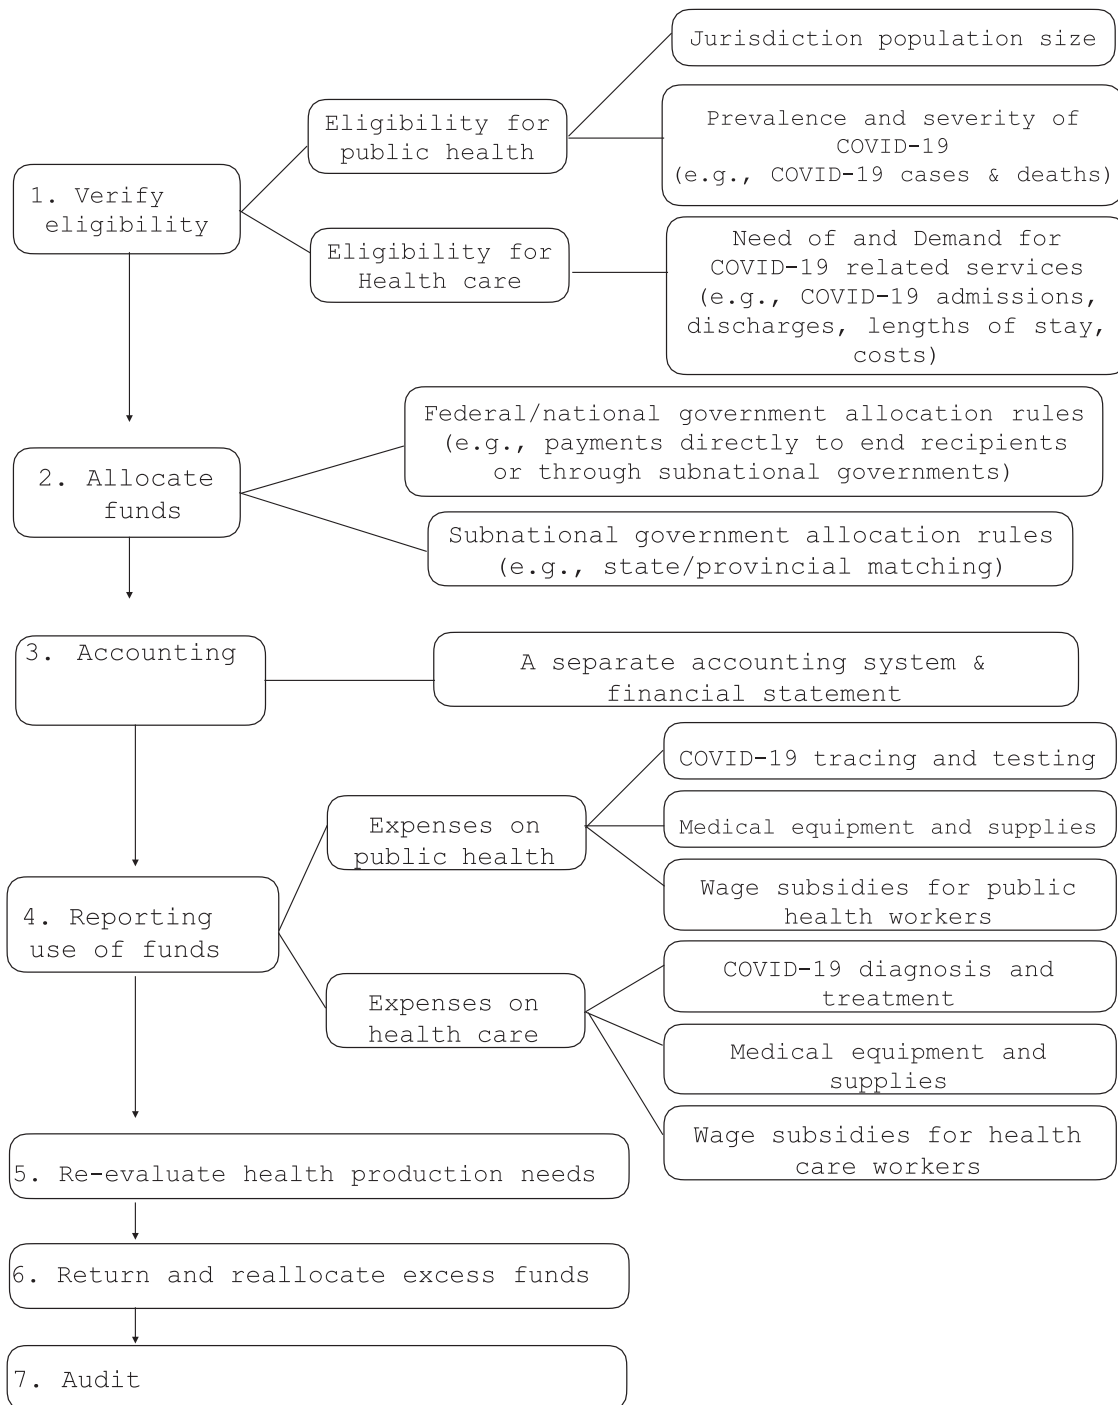 Jurisdiction population size
Eligibility for
public health
Prevalence and severity of
COVID-19
(e.g., COVID-19 cases & deaths)
1. Verify
eligibility
Eligibility for
Health care
Need of and Demand for
COVID-19 related services
(e.g., COVID-19 admissions,
discharges, lengths of stay,
costs)
2. Allocate
funds
Federal/national government allocation rules
(e.g., payments directly to end recipients
or through subnational governments)
Subnational government allocation rules
(e.g., state/provincial matching)
3. Accounting
A separate accounting system &
financial statement
4. Reporting
use of funds
Expenses on
public health
COVID-19 tracing and testing
Medical equipment and supplies
Wage subsidies for public
health workers
Expenses on
health care
COVID-19 diagnosis and
treatment
Medical equipment and
supplies
Wage subsidies for health
care workers
5. Re-evaluate health production needs
6. Return and reallocate excess funds
7. Audit